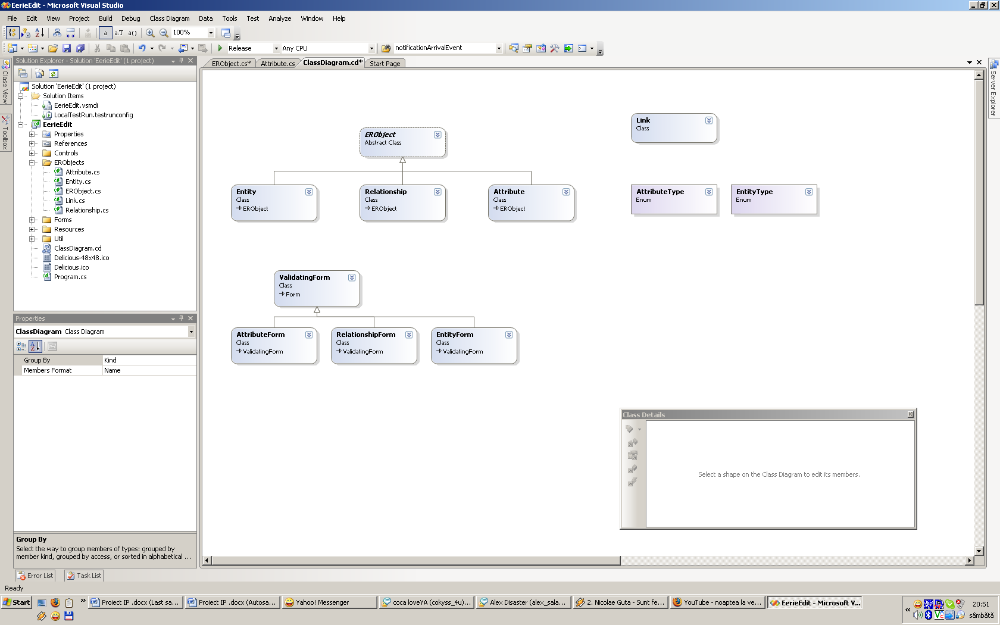 EerieEdit - Microsoft Visual Studio
File Edit View Project Build Debug Class Diagram Data Tools Test Analyze Window Help
a a:T a() 100%
Release Any CPU notificationArrivalEvent
Solution Explorer - Solution 'EerieEdit' (1 project)
ERObject.cs* Attribute.cs ClassDiagram.cd* Start Page
Class View
Toolbox
Server Explorer
Solution 'EerieEdit' (1 project)
Solution Items
EerieEdit.vsmdi
LocalTestRun.testrunconfig
EerieEdit
Properties
References
Controls
ERObjects
Attribute.cs
Entity.cs
ERObject.cs
Link.cs
Relationship.cs
Forms
Resources
Util
ClassDiagram.cd
Delicious-48x48.ico
Delicious.ico
Program.cs
Link
Class
ERObject
Abstract Class
Entity
Class
ERObject
Relationship
Class
ERObject
Attribute
Class
ERObject
AttributeType
Enum
EntityType
Enum
ValidatingForm
Class
Form
AttributeForm
Class
ValidatingForm
RelationshipForm
Class
ValidatingForm
EntityForm
Class
ValidatingForm
Properties
ClassDiagram Class Diagram
Group By Kind
Members Format Name
Class Details
Select a shape on the Class Diagram to edit its members.
Group By
Select the way to group members of types: grouped by
member kind, grouped by access, or sorted in alphabetical ...
Error List Task List
Ready
Start » Proiect IP .docx (Last sa... Proiect IP .docx (Autosa... Yahoo! Messenger coca loveYA (cokyss_4u)... Alex Disaster (alex_sala... 2. Nicolae Guta - Sunt fe... YouTube - noaptea la ve... EerieEdit - Microsoft V... « 20:51
sâmbătă